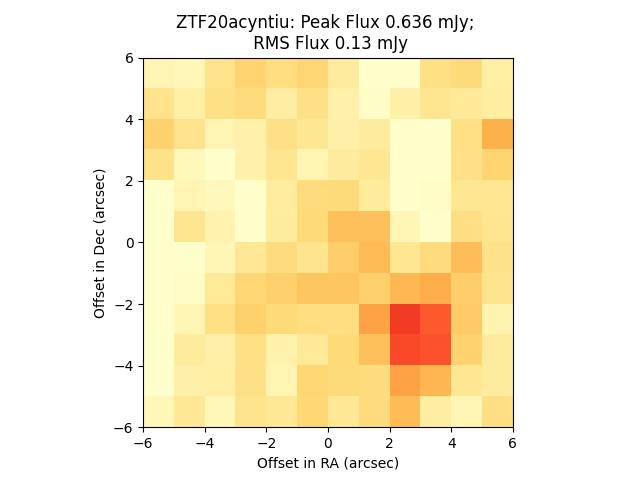 ZTF20acyntiu: Peak Flux 0.636 mJy;
RMS Flux 0.13 mJy
6
4
2
0
−2
−4
−6
Offset in Dec (arcsec)
−6 −4 −2 0 2 4 6
Offset in RA (arcsec)